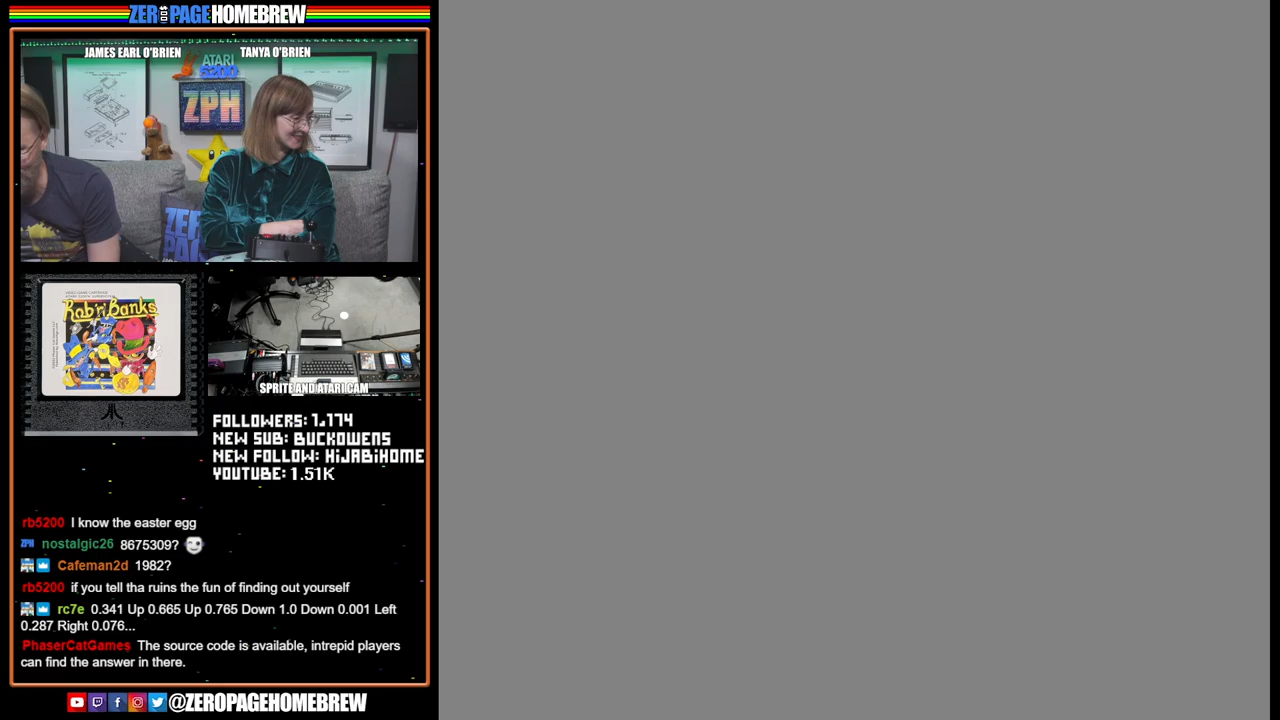 ZERO PAGE HOMEBREW
JAMES EARL O'BRIEN
TANYA O'BRIEN
ATARI
5200
ZPH
ZERO
PAGE
Rob'n'Banks
SPRITE AND ATARI CAM
FOLLOWERS: 1,174
NEW SUB: BUCKOWENS
NEW FOLLOW: HIJABIHOME
YOUTUBE: 1.51K
rb5200 I know the easter egg
ZPH nostalgic26 8675309?
Cafeman2d 1982?
rb5200 if you tell tha ruins the fun of finding out yourself
rc7e 0.341 Up 0.665 Up 0.765 Down 1.0 Down 0.001 Left
0.287 Right 0.076...
PhaserCatGames The source code is available, intrepid players
can find the answer in there.
@ZEROPAGEHOMEBREW